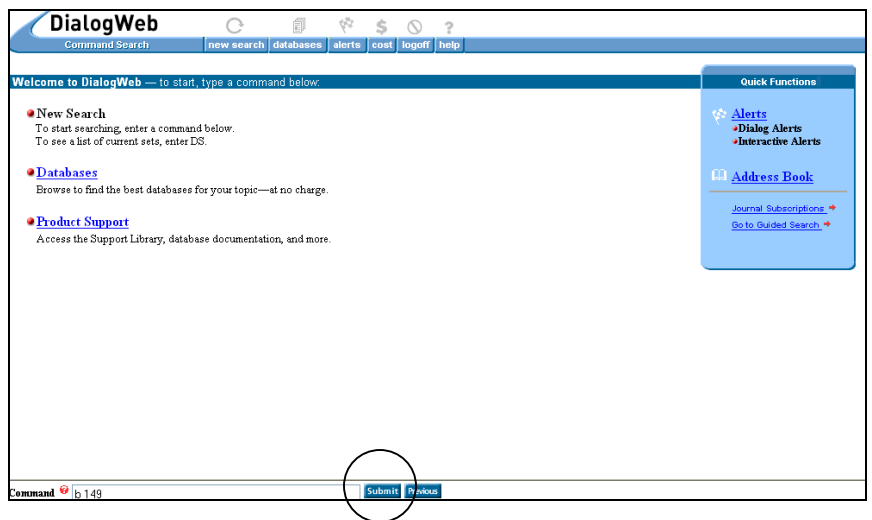 DialogWeb
$ ?
Command Search
new search databases alerts cost logoff help
Welcome to DialogWeb — to start, type a command below:
New Search
To start searching, enter a command below.
To see a list of current sets, enter DS.
Databases
Browse to find the best databases for your topic—at no charge.
Product Support
Access the Support Library, database documentation, and more.
Quick Functions
Alerts
Dialog Alerts
Interactive Alerts
Address Book
Journal Subscriptions
Go to Guided Search
Command ? b 149 Submit Previous